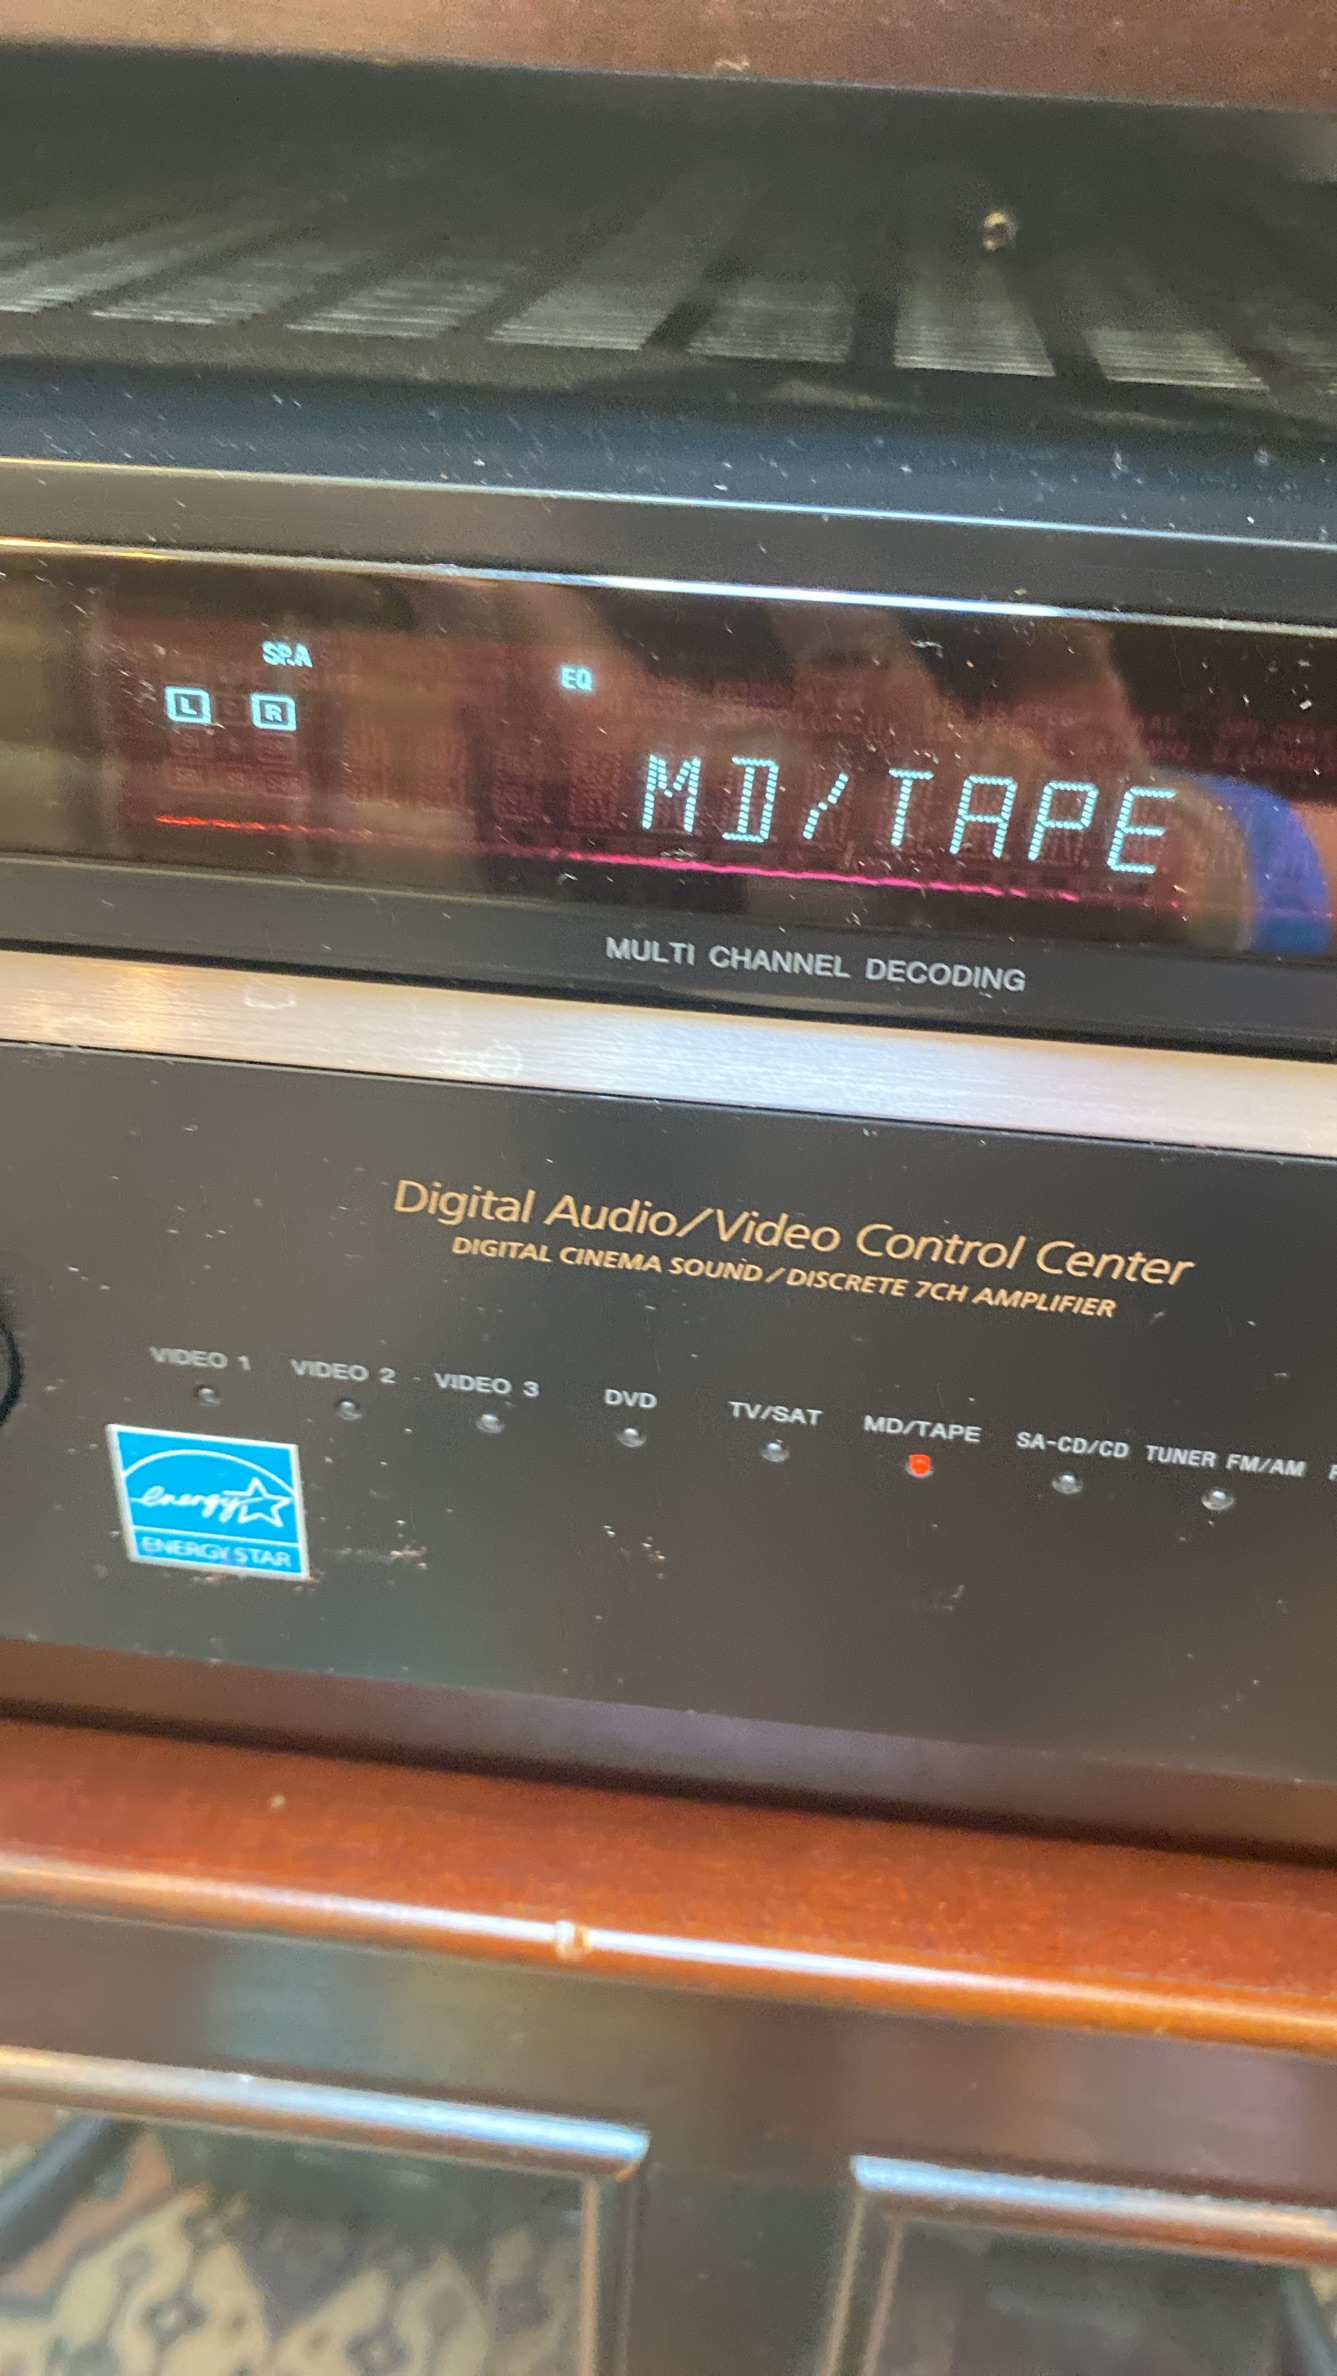 SP.A
L R
EQ
MD/TAPE
MULTI CHANNEL DECODING
Digital Audio/Video Control Center
DIGITAL CINEMA SOUND/DISCRETE 7CH AMPLIFIER
VIDEO 1 VIDEO 2 VIDEO 3 DVD TV/SAT MD/TAPE SA-CD/CD TUNER FM/AM
energy
ENERGY STAR